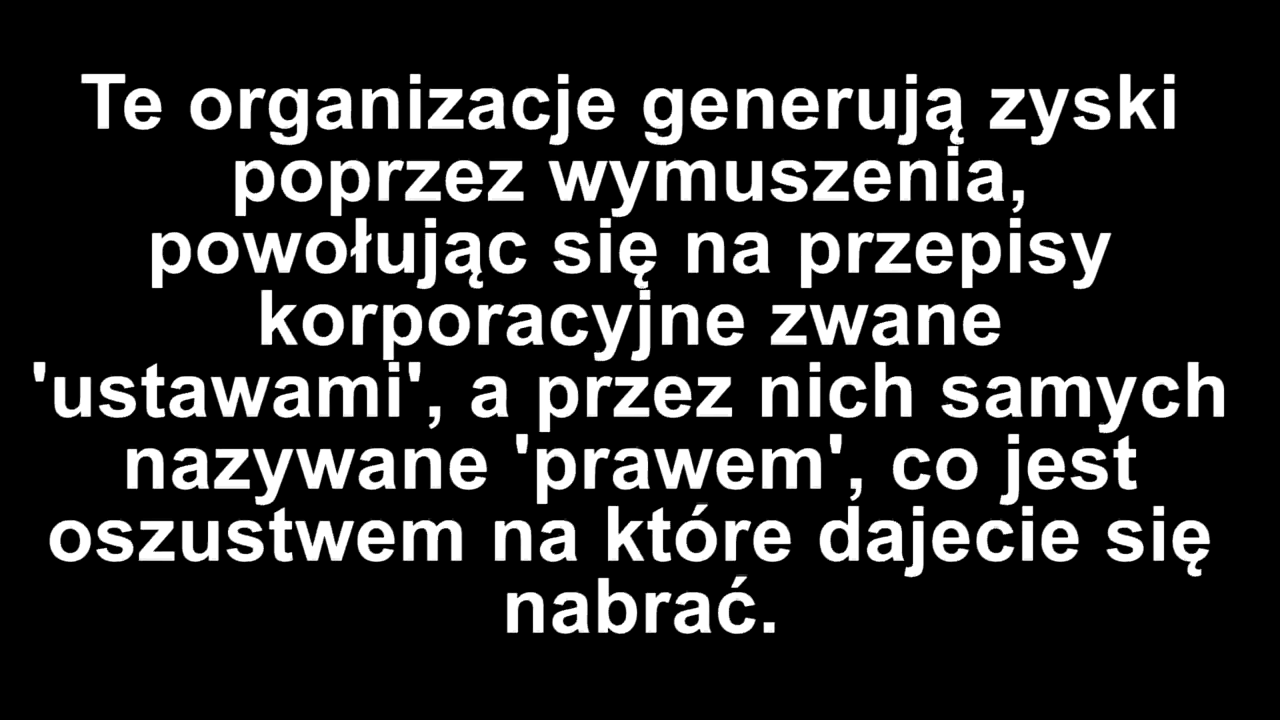 Te organizacje generują zyski
poprzez wymuszenia,
powołując się na przepisy
korporacyjne zwane
'ustawami', a przez nich samych
nazywane 'prawem', co jest
oszustwem na które dajecie się
nabrać.